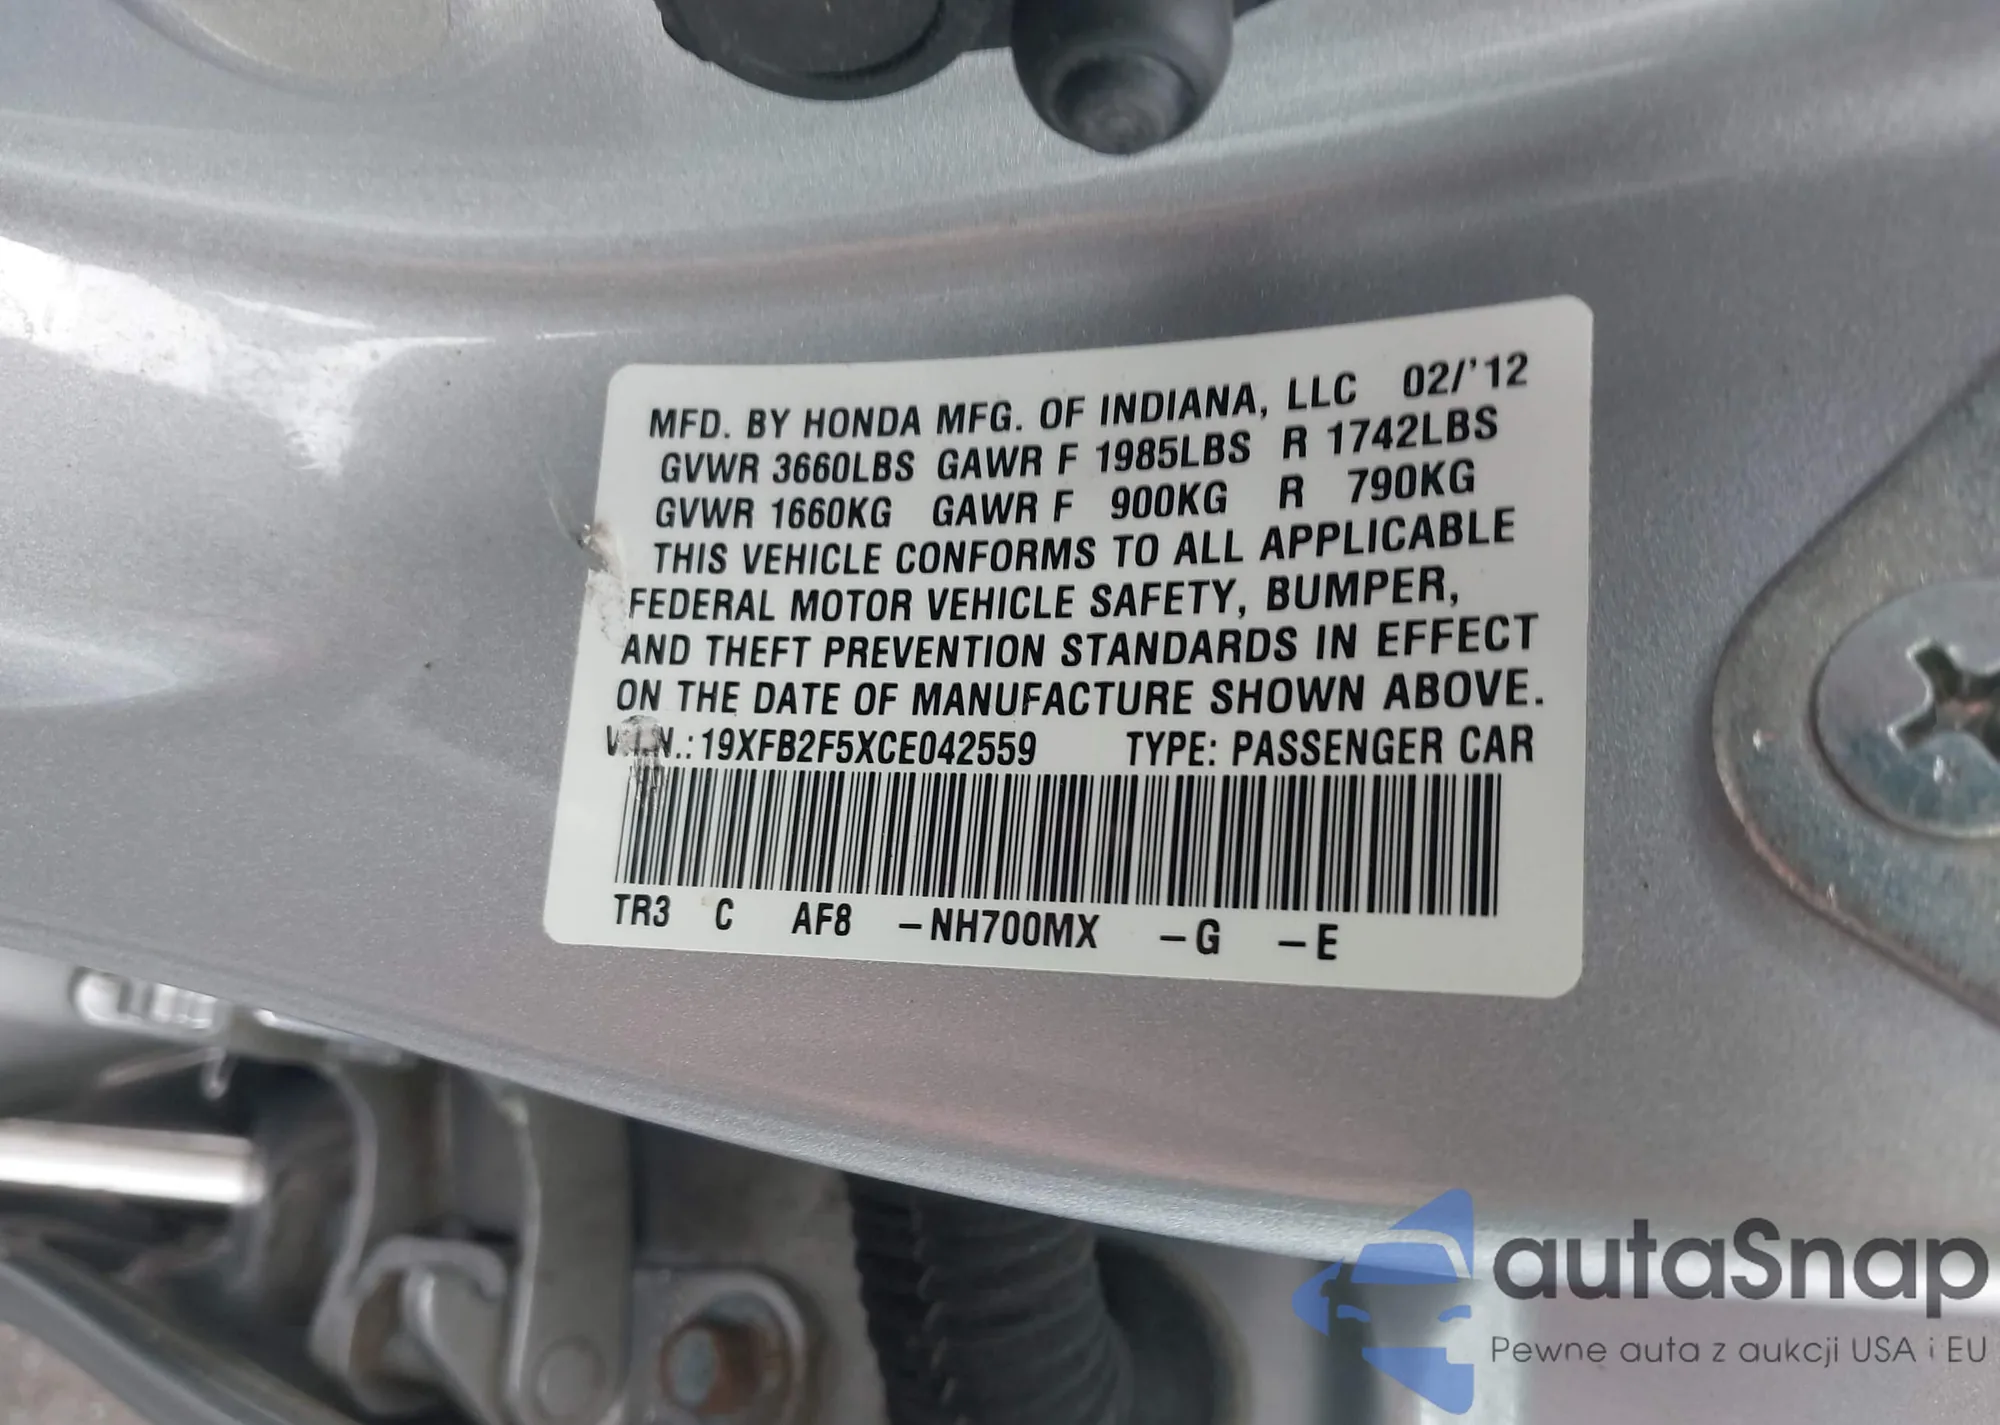 MFD. BY HONDA MFG. OF INDIANA, LLC 02/'12
GVWR 3660LBS GAWR F 1985LBS R 1742LBS
GVWR 1660KG GAWR F 900KG R 790KG
THIS VEHICLE CONFORMS TO ALL APPLICABLE
FEDERAL MOTOR VEHICLE SAFETY, BUMPER,
AND THEFT PREVENTION STANDARDS IN EFFECT
ON THE DATE OF MANUFACTURE SHOWN ABOVE.
V.I.N.: 19XFB2F5XCE042559 TYPE: PASSENGER CAR
TR3 C AF8 -NH700MX -G -E
autaSnap
Pewne auta z aukcji USA i EU